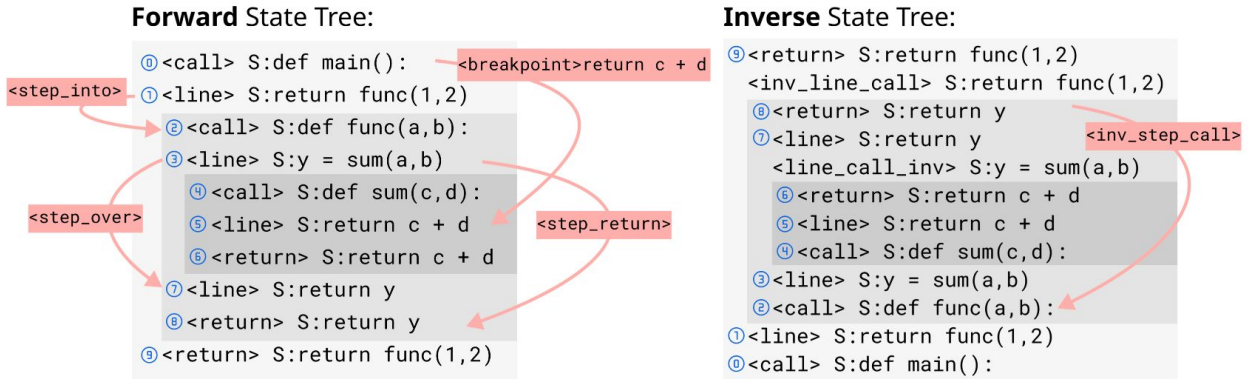 Forward State Tree:
⓪<call> S:def main():
<breakpoint>return c + d
<step_into>
①<line> S:return func(1,2)
②<call> S:def func(a,b):
③<line> S:y = sum(a,b)
④<call> S:def sum(c,d):
<step_over>
⑤<line> S:return c + d
<step_return>
⑥<return> S:return c + d
⑦<line> S:return y
⑧<return> S:return y
⑨<return> S:return func(1,2)
Inverse State Tree:
⑨<return> S:return func(1,2)
<inv_line_call> S:return func(1,2)
⑧<return> S:return y
<inv_step_call>
⑦<line> S:return y
<line_call_inv> S:y = sum(a,b)
⑥<return> S:return c + d
⑤<line> S:return c + d
④<call> S:def sum(c,d):
③<line> S:y = sum(a,b)
②<call> S:def func(a,b):
①<line> S:return func(1,2)
⓪<call> S:def main():